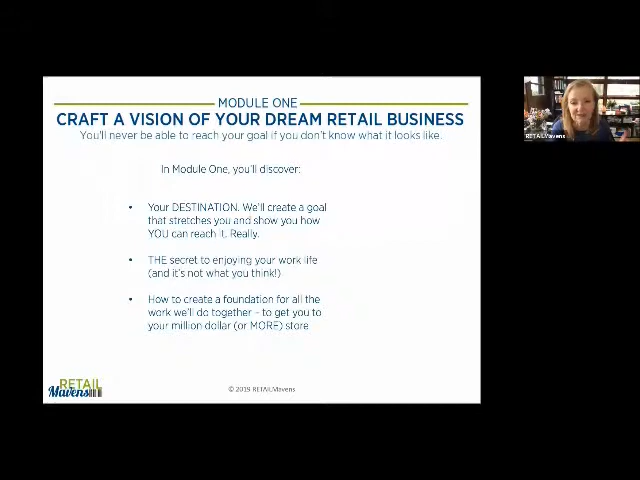 MODULE ONE
CRAFT A VISION OF YOUR DREAM RETAIL BUSINESS
You'll never be able to reach your goal if you don't know what it looks like.
In Module One, you'll discover:
• Your DESTINATION. We'll create a goal
that stretches you and show you how
YOU can reach it. Really.
• THE secret to enjoying your work life
(and it's not what you think!)
• How to create a foundation for all the
work we'll do together – to get you to
your million dollar (or MORE) store
RETAIL
Mavens
© 2019 RETAILMavens
RETAILMavens